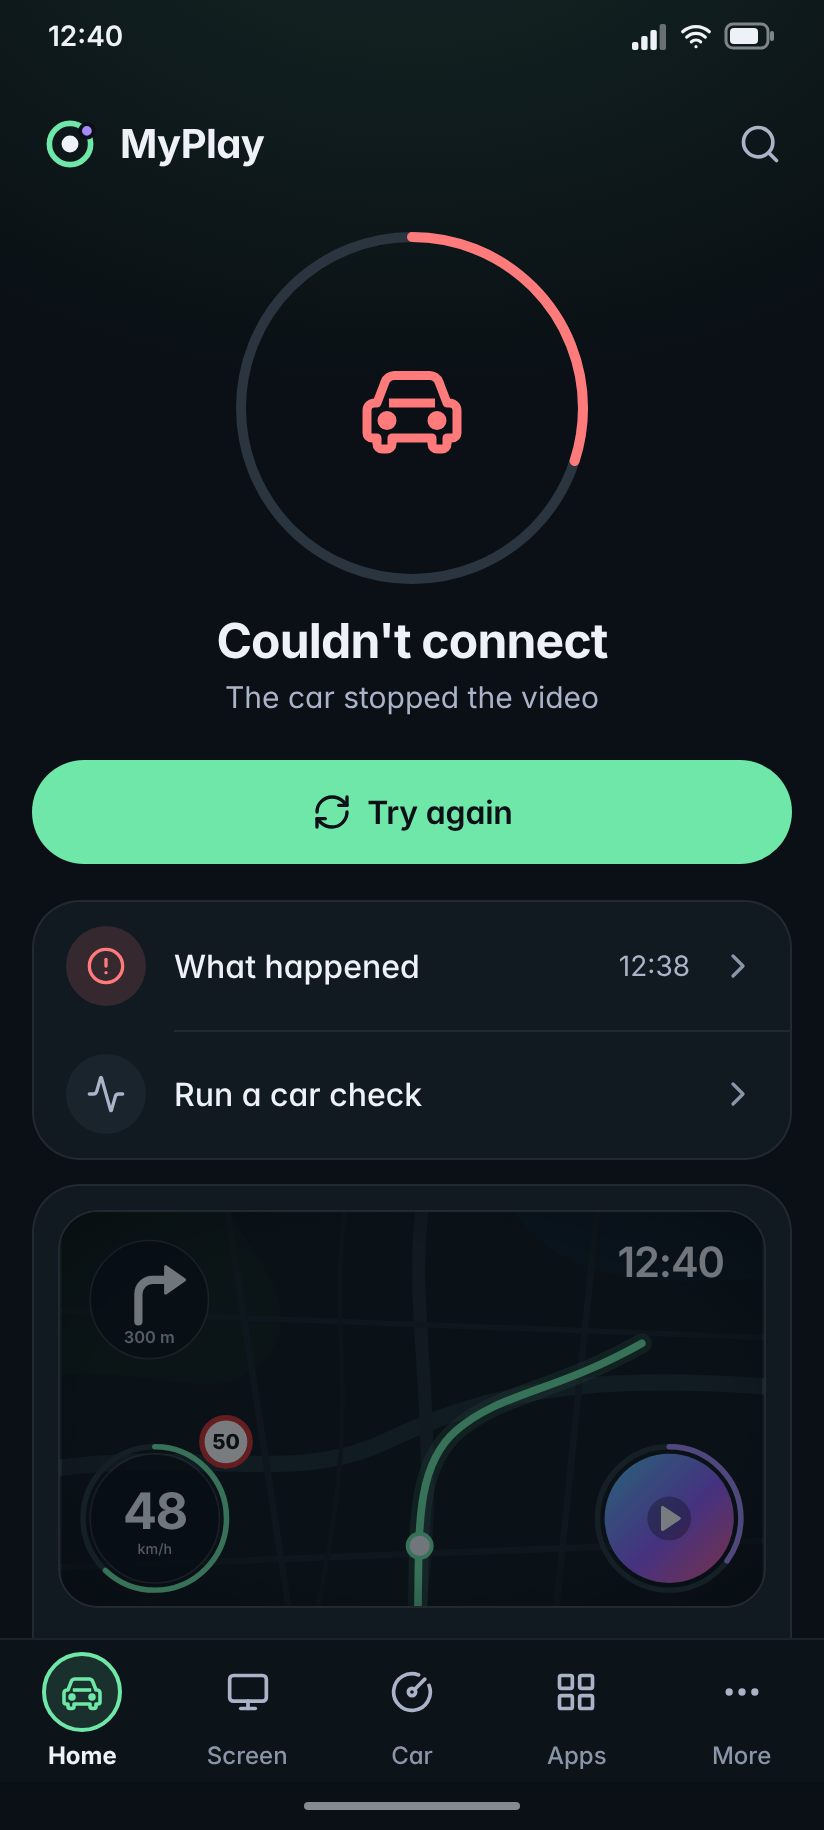 12:40
MyPlay
Couldn't connect
The car stopped the video
Try again
What happened 12:38
Run a car check
12:40
300 m
50
48
km/h
Home Screen Car Apps More